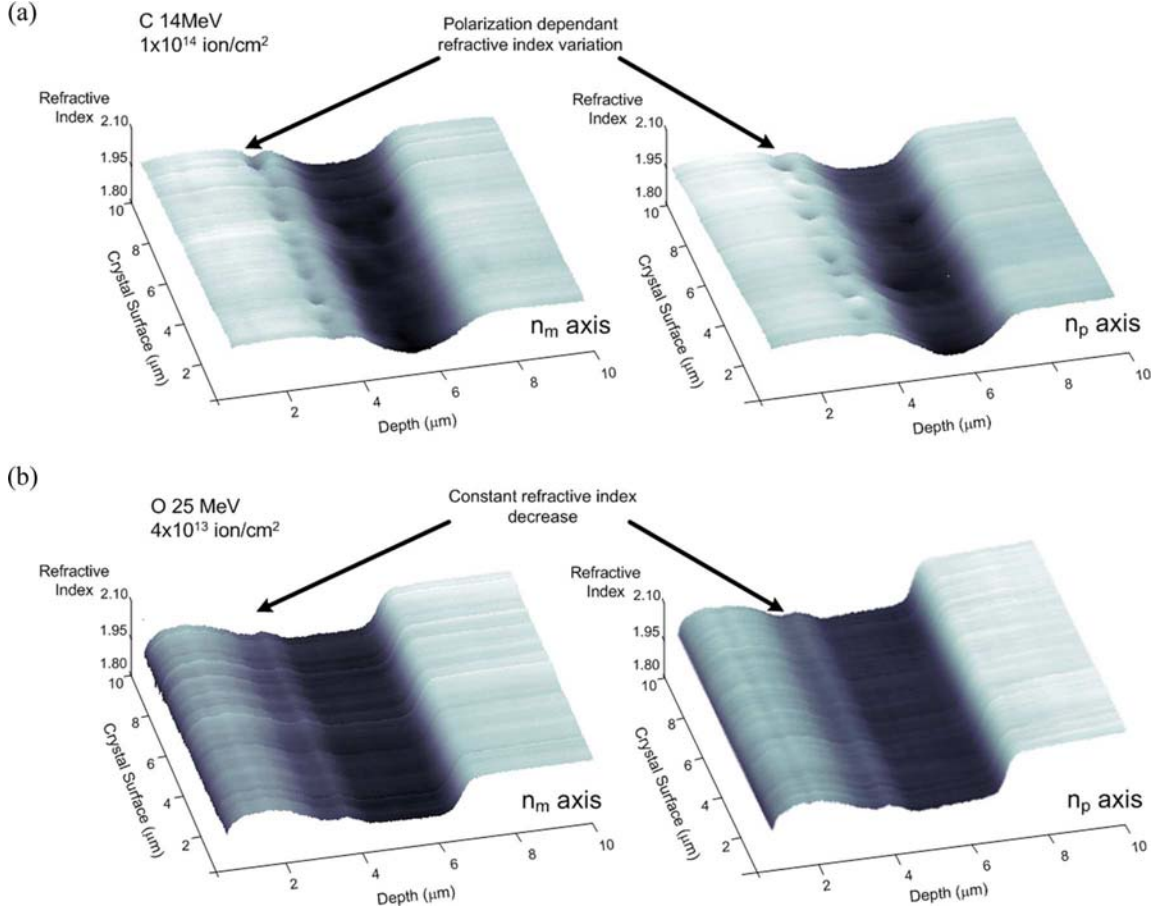 (a)
C 14MeV
1x10¹⁴ ion/cm²
Polarization dependant
refractive index variation
Refractive
Index
2.10
1.95
1.80
10
8
6
4
2
Crystal Surface (μm)
2
4
6
8
10
Depth (μm)
n_m axis
Refractive
Index
2.10
1.95
1.80
10
8
6
4
2
Crystal Surface (μm)
2
4
6
8
10
Depth (μm)
n_p axis
(b)
O 25 MeV
4x10¹³ ion/cm²
Constant refractive index
decrease
Refractive
Index
2.10
1.95
1.80
10
8
6
4
2
Crystal Surface (μm)
2
4
6
8
10
Depth (μm)
n_m axis
Refractive
Index
2.10
1.95
1.80
10
8
6
4
2
Crystal Surface (μm)
2
4
6
8
10
Depth (μm)
n_p axis